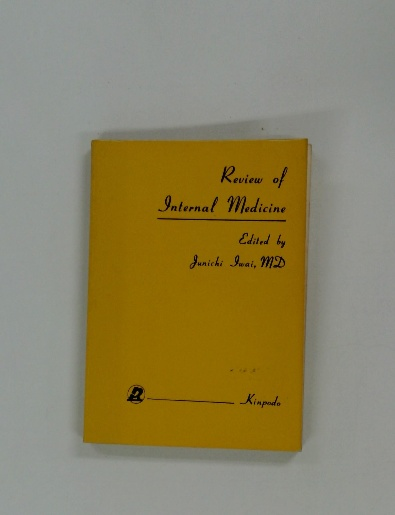 Review of
Internal Medicine
Edited by
Junichi Iwai, MD
Kinpodo